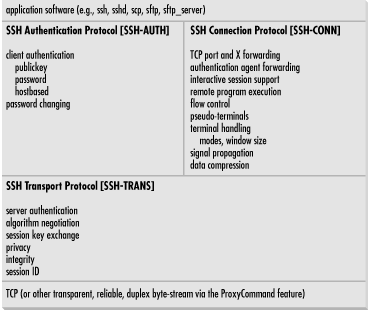 application software (e.g., ssh, sshd, scp, sftp, sftp_server)
SSH Authentication Protocol [SSH-AUTH]
client authentication
publickey
password
hostbased
password changing
SSH Connection Protocol [SSH-CONN]
TCP port and X forwarding
authentication agent forwarding
interactive session support
remote program execution
flow control
pseudo-terminals
terminal handling
modes, window size
signal propagation
data compression
SSH Transport Protocol [SSH-TRANS]
server authentication
algorithm negotiation
session key exchange
privacy
integrity
session ID
TCP (or other transparent, reliable, duplex byte-stream via the ProxyCommand feature)